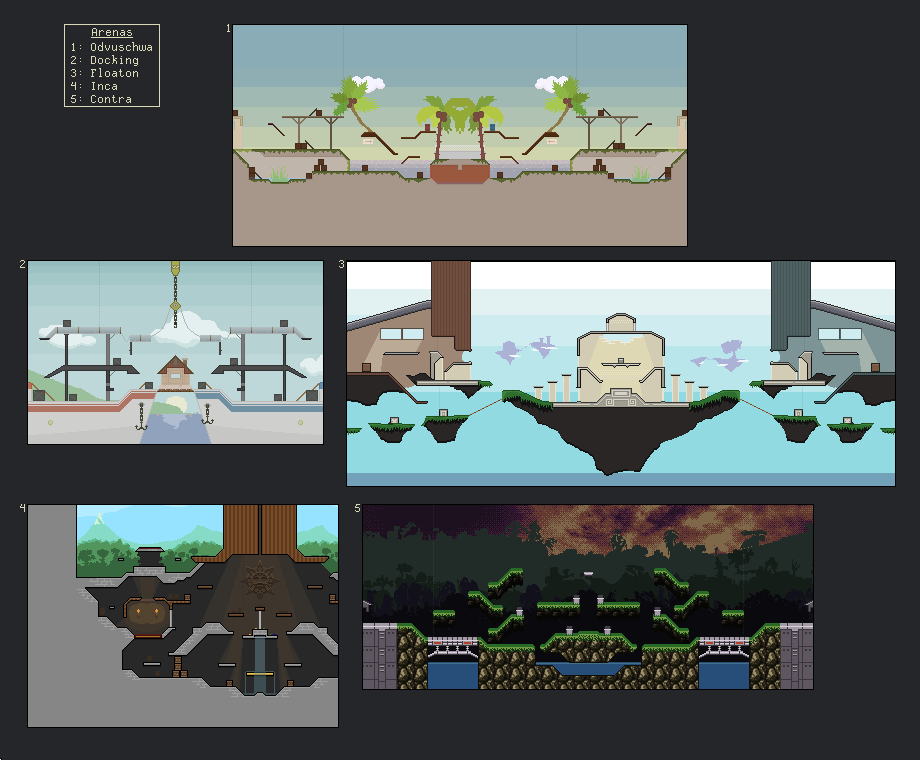 Arenas
1: Odvuschwa
2: Docking
3: Floaton
4: Inca
5: Contra
1
2
3
4
5